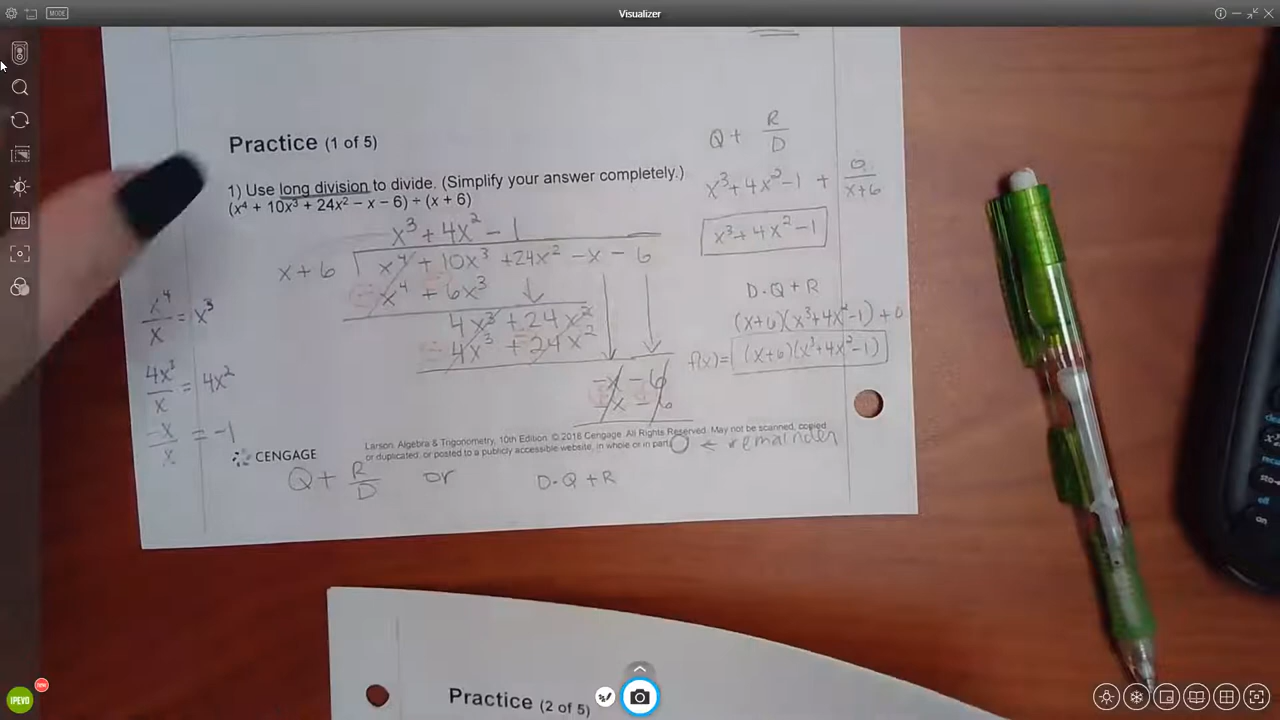 MODE
Visualizer
Practice (1 of 5)
1) Use long division to divide. (Simplify your answer completely.)
(x⁴ + 10x³ + 24x² − x − 6) ÷ (x + 6)
x³ + 4x² − 1
x + 6
x⁴ + 10x³ + 24x² − x − 6
x⁴ + 6x³
4x³ + 24x²
4x³ + 24x²
−x − 6
−x − 6
0 ← remainder
x⁴/x = x³
4x³/x = 4x²
−x/x = −1
Q + R/D
x³ + 4x² − 1 + 0/x+6
x³ + 4x² − 1
D·Q + R
(x+6)(x³+4x²−1) + 0
f(x) = (x+6)(x³+4x²−1)
CENGAGE
Larson, Algebra & Trigonometry, 10th Edition. © 2018 Cengage. All Rights Reserved. May not be scanned, copied
or duplicated, or posted to a publicly accessible website, in whole or in part.
Q + R/D or D·Q + R
Practice (2 of 5)
WB
IPEVO
new